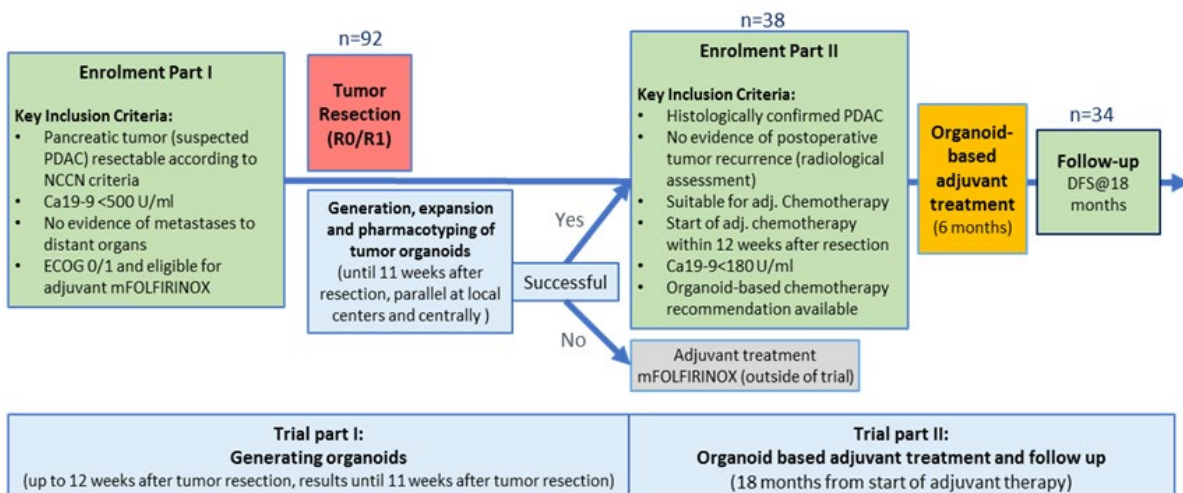 n=92
Enrolment Part I
Key Inclusion Criteria:
• Pancreatic tumor (suspected
PDAC) resectable according to
NCCN criteria
• Ca19-9 <500 U/ml
• No evidence of metastases to
distant organs
• ECOG 0/1 and eligible for
adjuvant mFOLFIRINOX
Tumor
Resection
(R0/R1)
Generation, expansion
and pharmacotyping of
tumor organoids
(until 11 weeks after
resection, parallel at local
centers and centrally )
Successful
Yes
No
n=38
Enrolment Part II
Key Inclusion Criteria:
• Histologically confirmed PDAC
• No evidence of postoperative
tumor recurrence (radiological
assessment)
• Suitable for adj. Chemotherapy
• Start of adj. chemotherapy
within 12 weeks after resection
• Ca19-9<180 U/ml
• Organoid-based chemotherapy
recommendation available
Adjuvant treatment
mFOLFIRINOX (outside of trial)
Organoid-
based
adjuvant
treatment
(6 months)
n=34
Follow-up
DFS@18
months
Trial part I:
Generating organoids
(up to 12 weeks after tumor resection, results until 11 weeks after tumor resection)
Trial part II:
Organoid based adjuvant treatment and follow up
(18 months from start of adjuvant therapy)